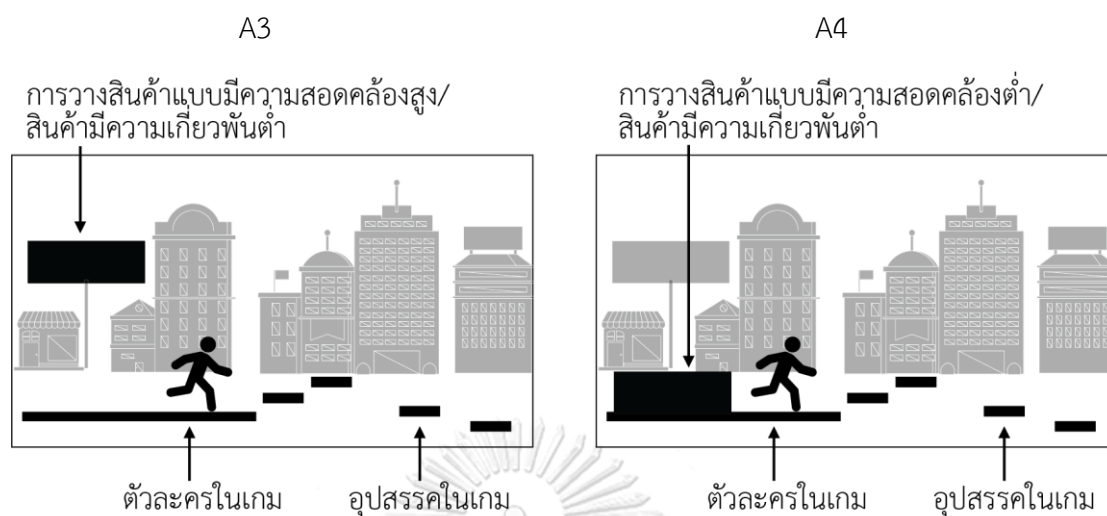 A3
การวางสินค้าแบบมีความสอดคล้องสูง/
สินค้ามีความเกี่ยวพันต่ำ
ตัวละครในเกม
อุปสรรคในเกม
A4
การวางสินค้าแบบมีความสอดคล้องต่ำ/
สินค้ามีความเกี่ยวพันต่ำ
ตัวละครในเกม
อุปสรรคในเกม